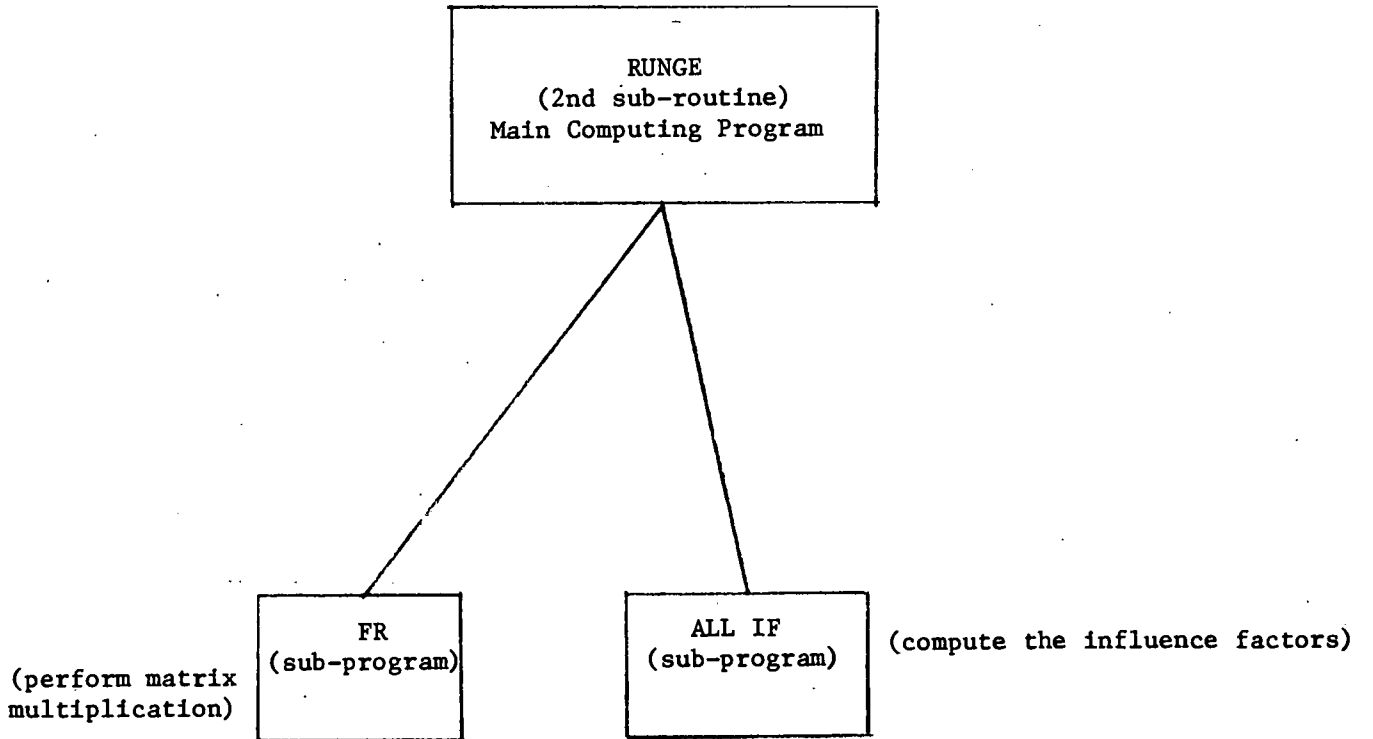 RUNGE
(2nd sub-routine)
Main Computing Program
FR
(sub-program)
(perform matrix
multiplication)
ALL IF
(sub-program)
(compute the influence factors)